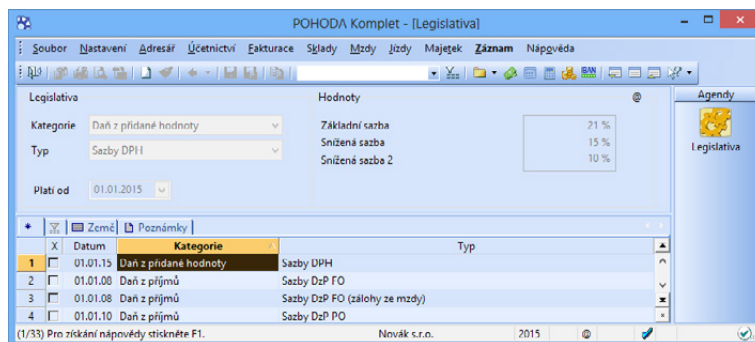 POHODA Komplet - [Legislativa]
Soubor Nastavení Adresář Účetnictví Fakturace Sklady Mzdy Jízdy Majetek Záznam Nápověda
Legislativa Hodnoty @ Agendy
Kategorie Daň z přidané hodnoty Základní sazba 21 %
Snížená sazba 15 %
Typ Sazby DPH Snížená sazba 2 10 %
Legislativa
Platí od 01.01.2015
* Země Poznámky
X Datum Kategorie Typ
1 01.01.15 Daň z přidané hodnoty Sazby DPH
2 01.01.08 Daň z příjmů Sazby DzP FO
3 01.01.08 Daň z příjmů Sazby DzP FO (zálohy ze mzdy)
4 01.01.10 Daň z příjmů Sazby DzP PO
(1/33) Pro získání nápovědy stiskněte F1. Novák s.r.o. 2015 @